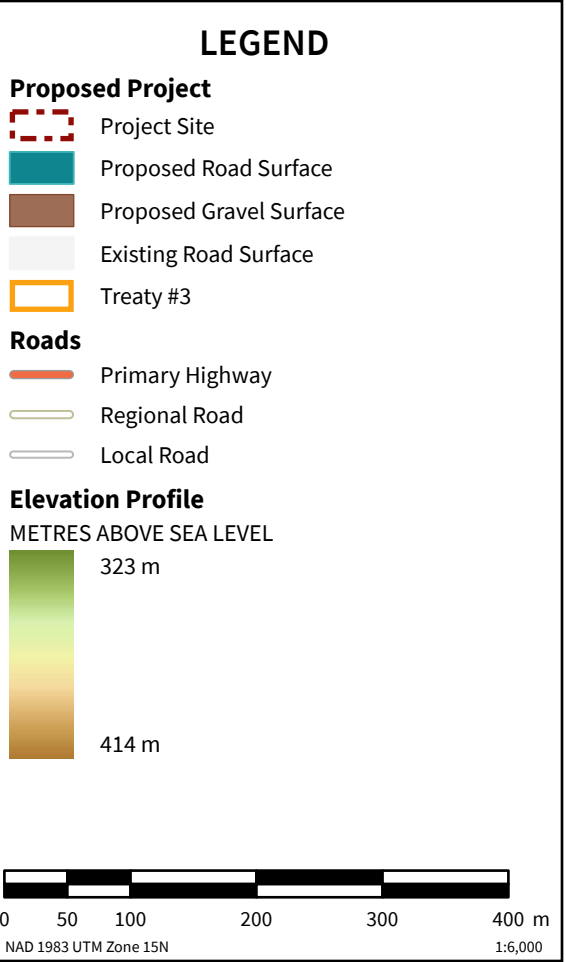 LEGEND
Proposed Project
Project Site
Proposed Road Surface
Proposed Gravel Surface
Existing Road Surface
Treaty #3
Roads
Primary Highway
Regional Road
Local Road
Elevation Profile
METRES ABOVE SEA LEVEL
323 m
414 m
0 50 100 200 300 400 m
NAD 1983 UTM Zone 15N 1:6,000